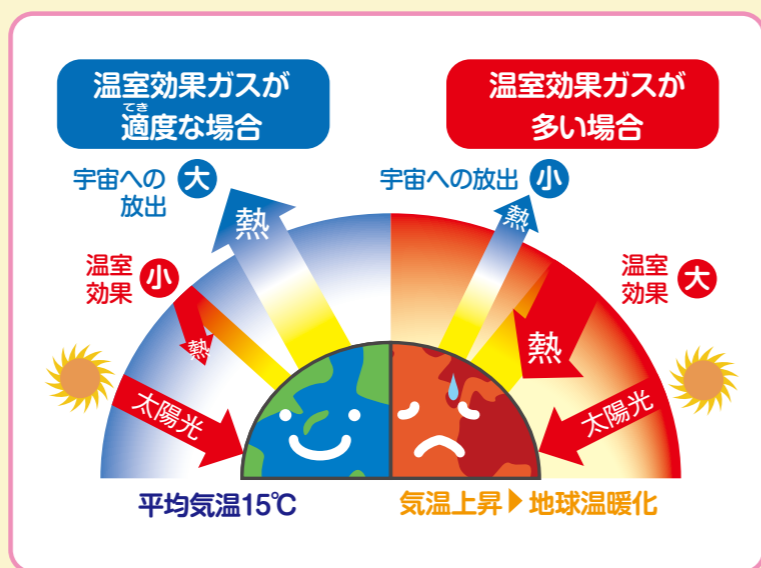 温室効果ガスが
てき
適度な場合
宇宙への
放出
大
熱
温室
効果
小
熱
太陽光
平均気温15℃
温室効果ガスが
多い場合
宇宙への放出
小
熱
温室
効果
大
熱
太陽光
気温上昇▶地球温暖化